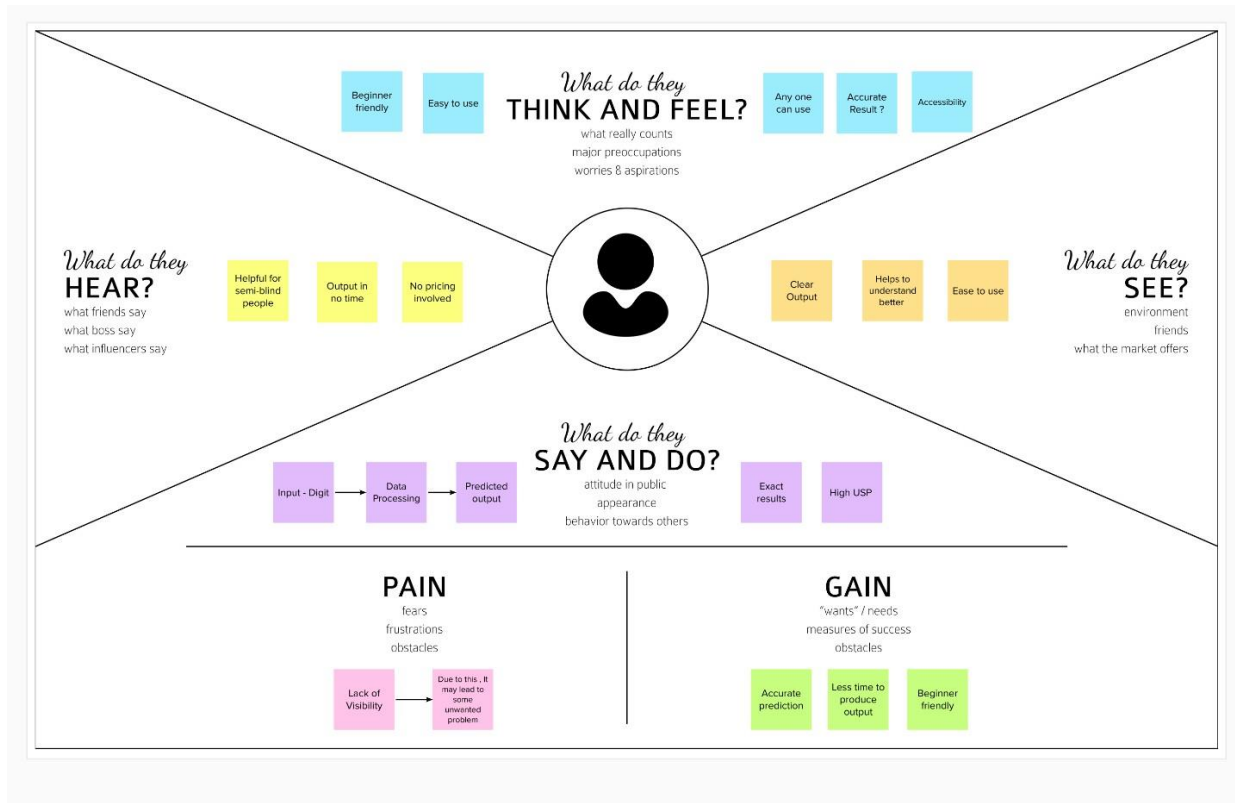 What do they
THINK AND FEEL?
what really counts
major preoccupations
worries & aspirations
Beginner
friendly
Easy to use
Any one
can use
Accurate
Result ?
Accessibility
What do they
HEAR?
what friends say
what boss say
what influencers say
Helpful for
semi-blind
people
Output in
no time
No pricing
involved
Clear
Output
Helps to
understand
better
Ease to use
What do they
SEE?
environment
friends
what the market offers
What do they
SAY AND DO?
attitude in public
appearance
behavior towards others
Input - Digit
Data
Processing
Predicted
output
Exact
results
High USP
PAIN
fears
frustrations
obstacles
Lack of
Visibility
Due to this , It
may lead to
some
unwanted
problem
GAIN
"wants" / needs
measures of success
obstacles
Accurate
prediction
Less time to
produce
output
Beginner
friendly